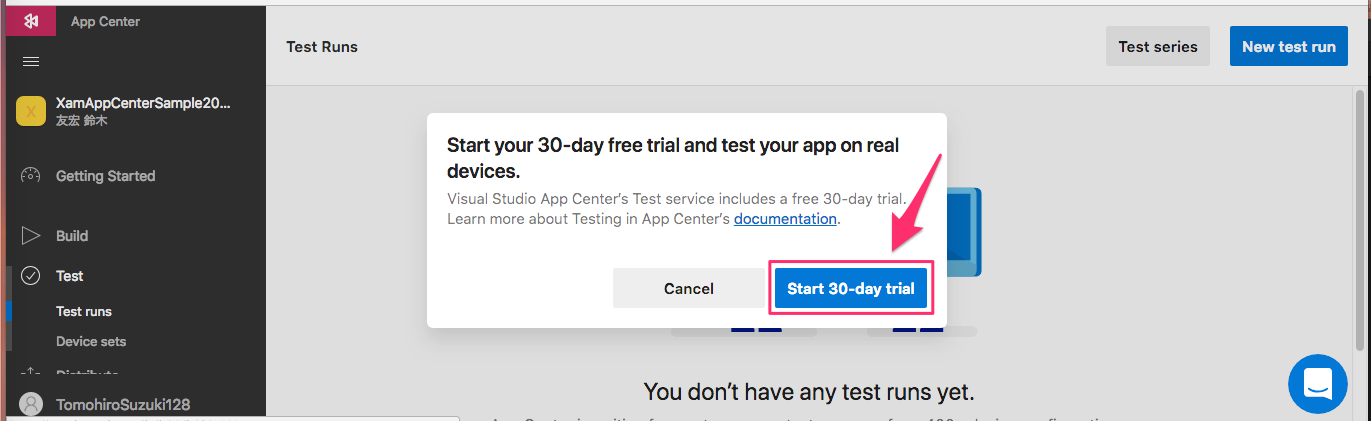 App Center
XamAppCenterSample20...
友宏 鈴木
Getting Started
Build
Test
Test runs
Device sets
Distribute
TomohiroSuzuki128
Test Runs
Test series
New test run
Start your 30-day free trial and test your app on real
devices.
Visual Studio App Center's Test service includes a free 30-day trial.
Learn more about Testing in App Center's documentation.
Cancel
Start 30-day trial
You don't have any test runs yet.